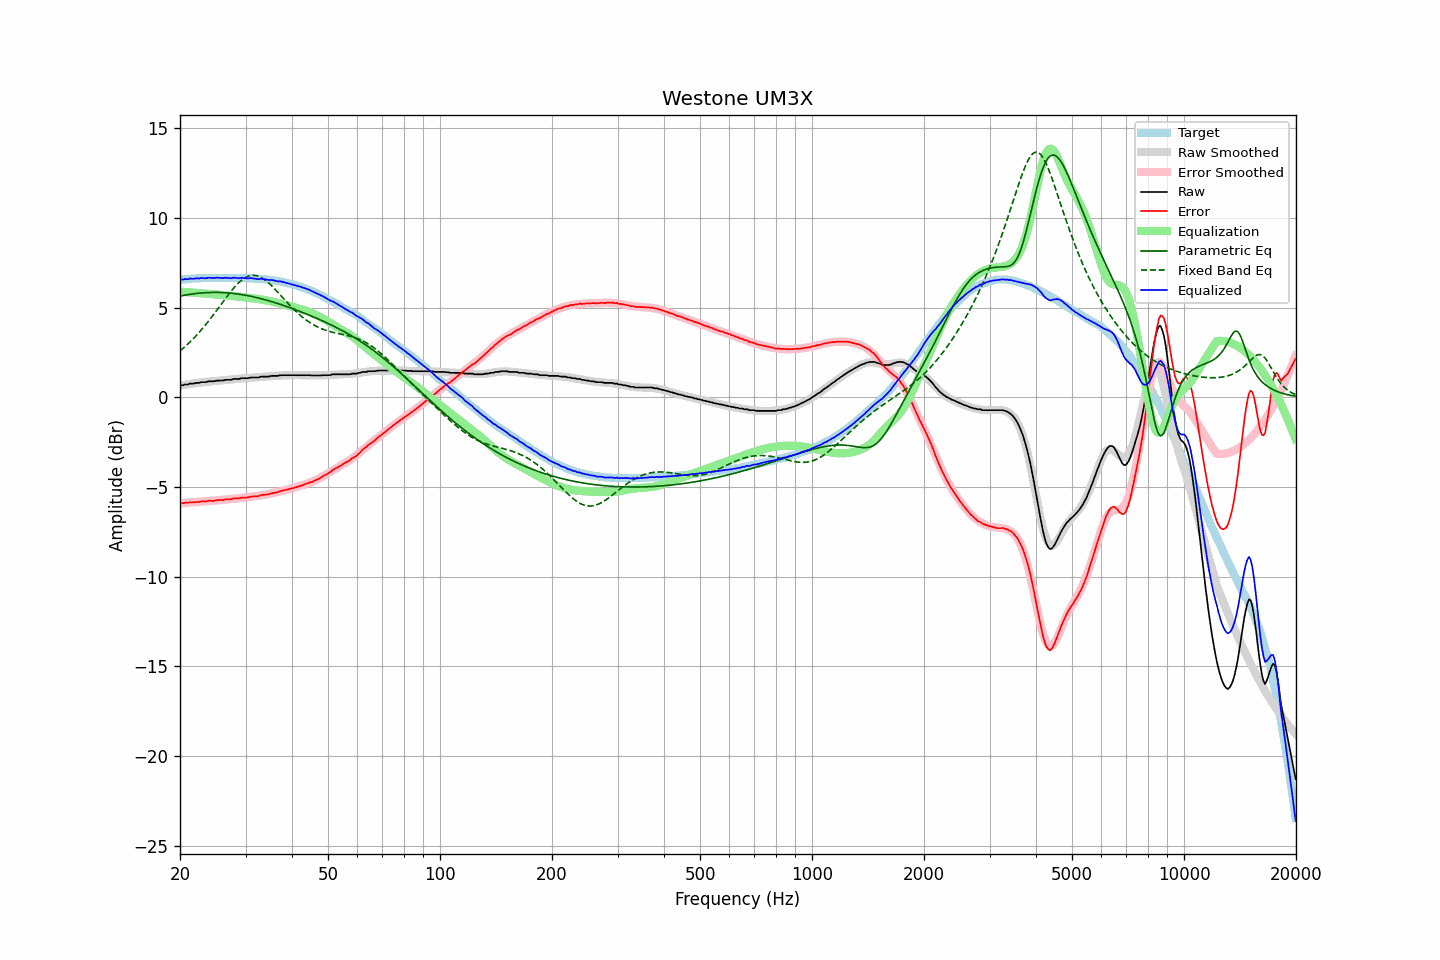 Westone UM3X
Target
Raw Smoothed
Error Smoothed
Raw
Error
Equalization
Parametric Eq
Fixed Band Eq
Equalized
Amplitude (dBr)
15
10
5
0
−5
−10
−15
−20
−25
20 50 100 200 500 1000 2000 5000 10000 20000
Frequency (Hz)